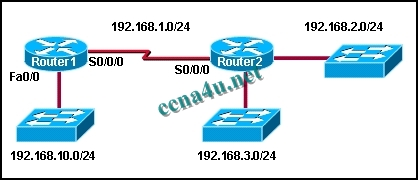 192.168.1.0/24
192.168.2.0/24
Router1
S0/0/0
S0/0/0
Router2
Fa0/0
ccna4u.net
192.168.10.0/24
192.168.3.0/24